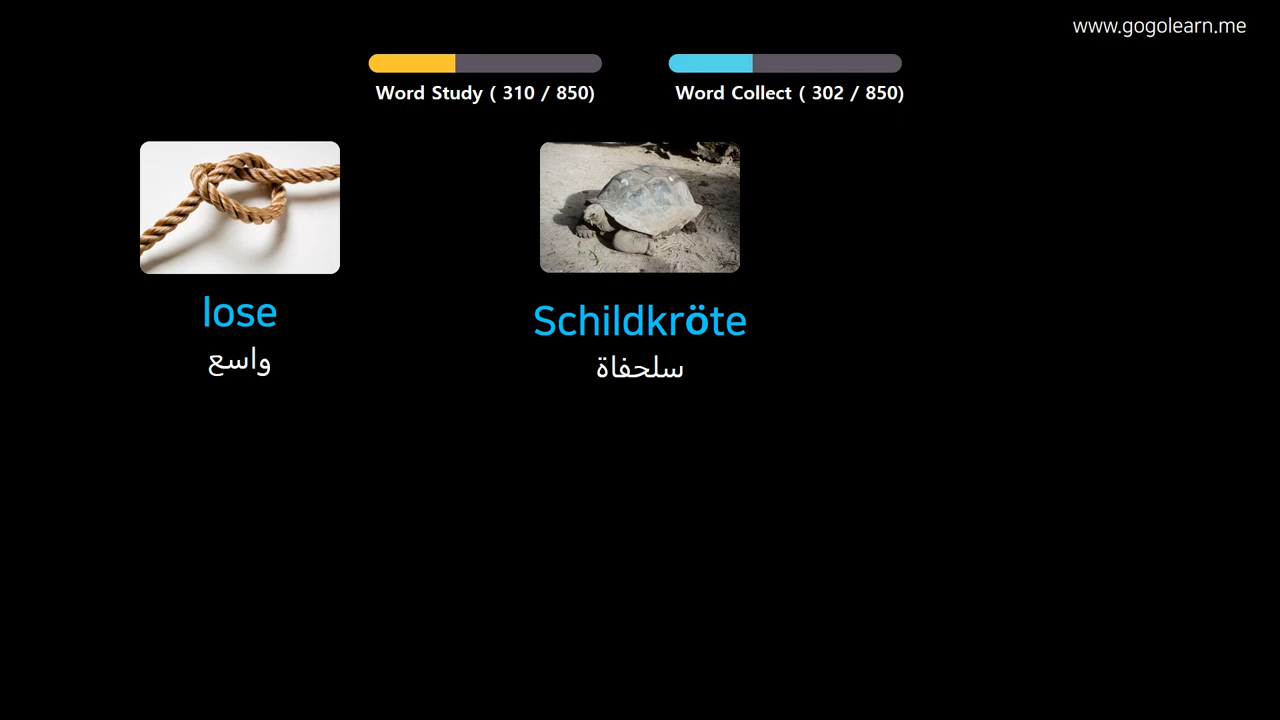 www.gogolearn.me
Word Study ( 310 / 850)
Word Collect ( 302 / 850)
lose
واسع
Schildkröte
سلحفاة